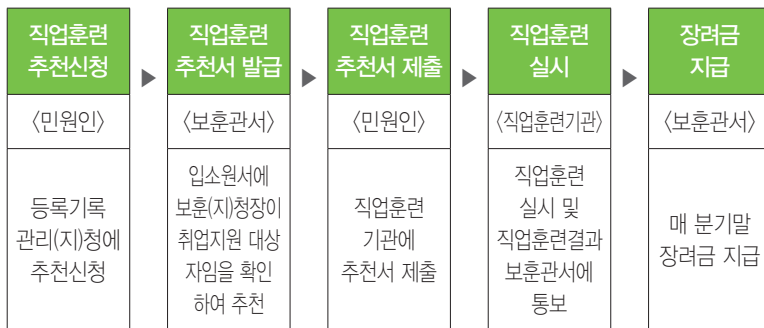 직업훈련
추천신청
〈민원인〉
등록기록
관리(지)청에
추천신청
▶
직업훈련
추천서 발급
〈보훈관서〉
입소원서에
보훈(지)청장이
취업지원 대상
자임을 확인
하여 추천
▶
직업훈련
추천서 제출
〈민원인〉
직업훈련
기관에
추천서 제출
▶
직업훈련
실시
〈직업훈련기관〉
직업훈련
실시 및
직업훈련결과
보훈관서에
통보
▶
장려금
지급
〈보훈관서〉
매 분기말
장려금 지급